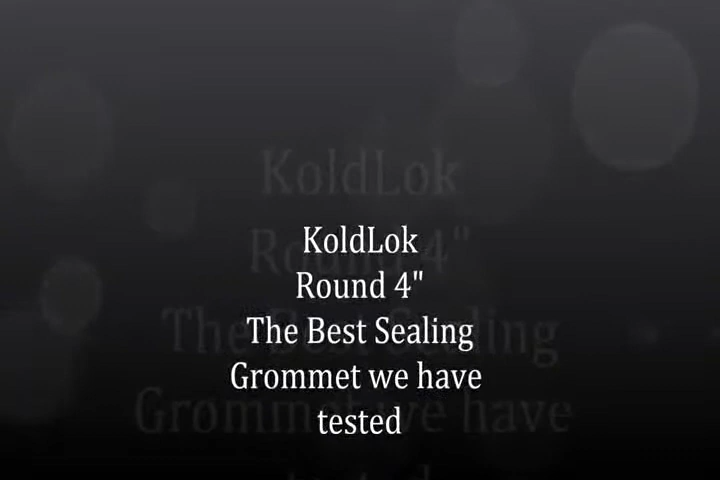 KoldLok
Round 4"
The Best Sealing
Grommet we have
tested